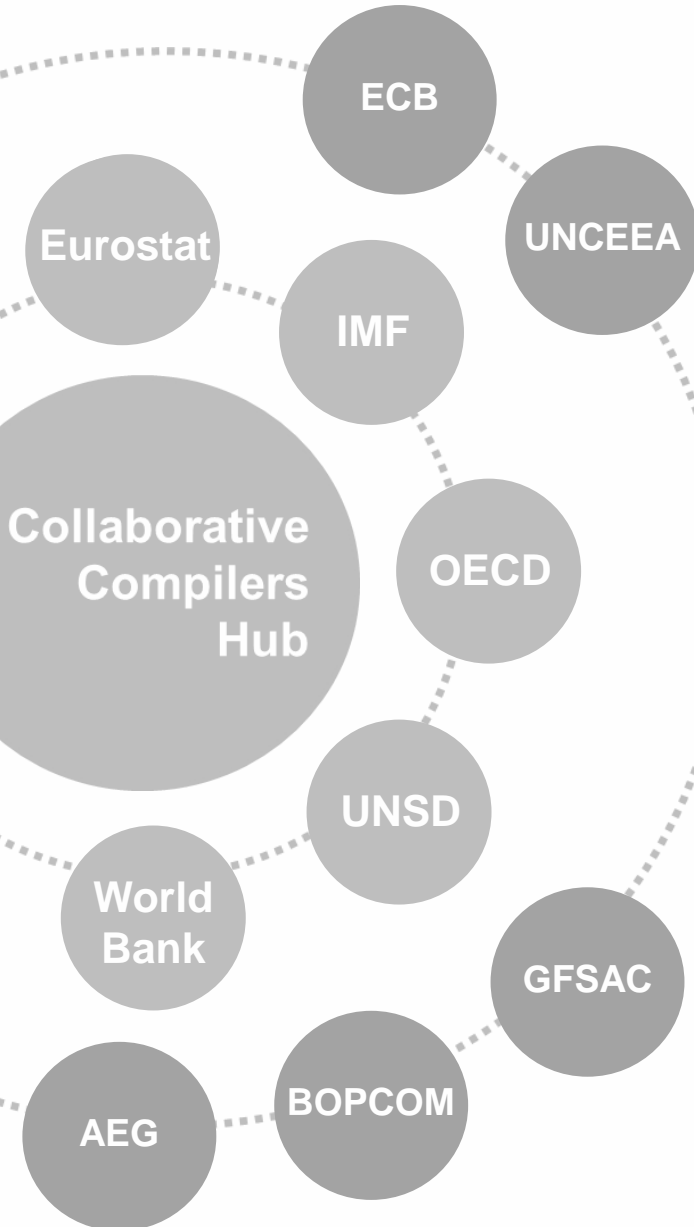 ECB
UNCEEA
Eurostat
IMF
Collaborative
Compilers
Hub
OECD
UNSD
World
Bank
GFSAC
BOPCOM
AEG